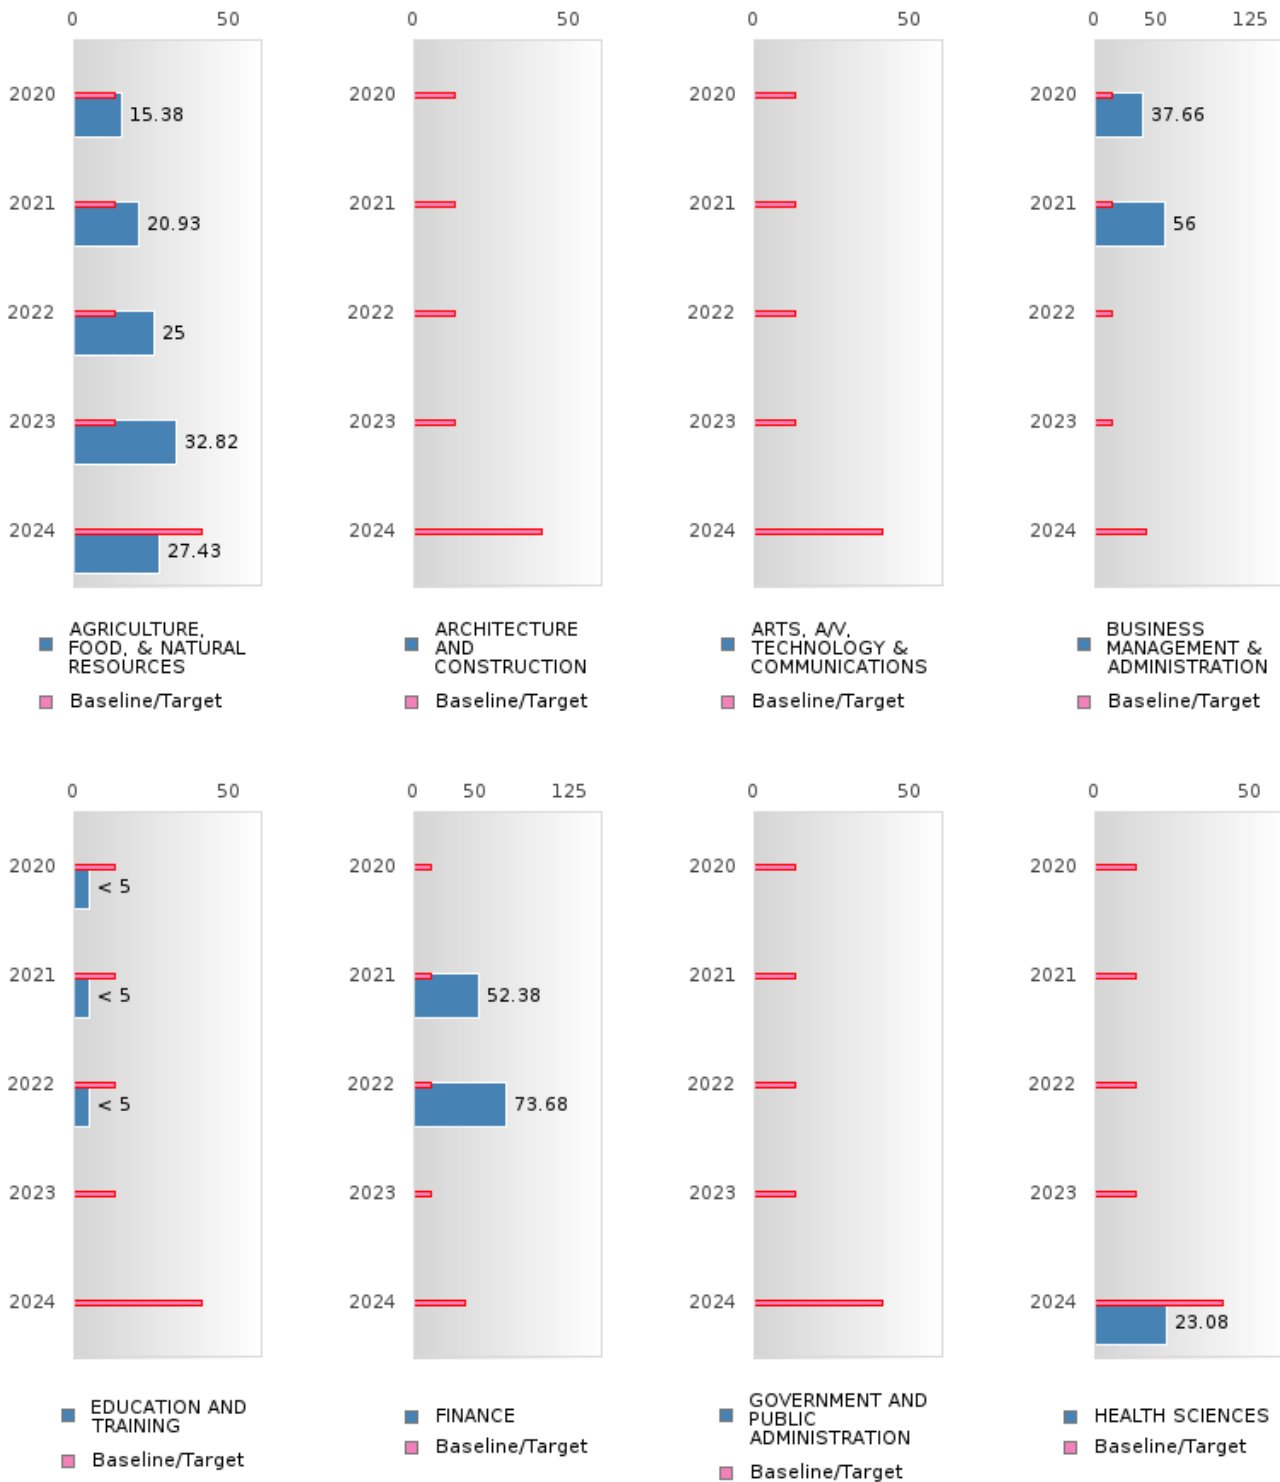 0 50
0 50
0 50
0 50 125
2020
15.38
2021
20.93
2022
25
2023
32.82
2024
27.43
2020
2021
2022
2023
2024
2020
2021
2022
2023
2024
2020
37.66
2021
56
2022
2023
2024
AGRICULTURE,
FOOD, & NATURAL
RESOURCES
Baseline/Target
ARCHITECTURE
AND
CONSTRUCTION
Baseline/Target
ARTS, A/V,
TECHNOLOGY &
COMMUNICATIONS
Baseline/Target
BUSINESS
MANAGEMENT &
ADMINISTRATION
Baseline/Target
0 50
0 50 125
0 50
0 50
2020
< 5
2021
< 5
2022
< 5
2023
2024
2020
2021
52.38
2022
73.68
2023
2024
2020
2021
2022
2023
2024
2020
2021
2022
2023
2024
23.08
EDUCATION AND
TRAINING
Baseline/Target
FINANCE
Baseline/Target
GOVERNMENT AND
PUBLIC
ADMINISTRATION
Baseline/Target
HEALTH SCIENCES
Baseline/Target